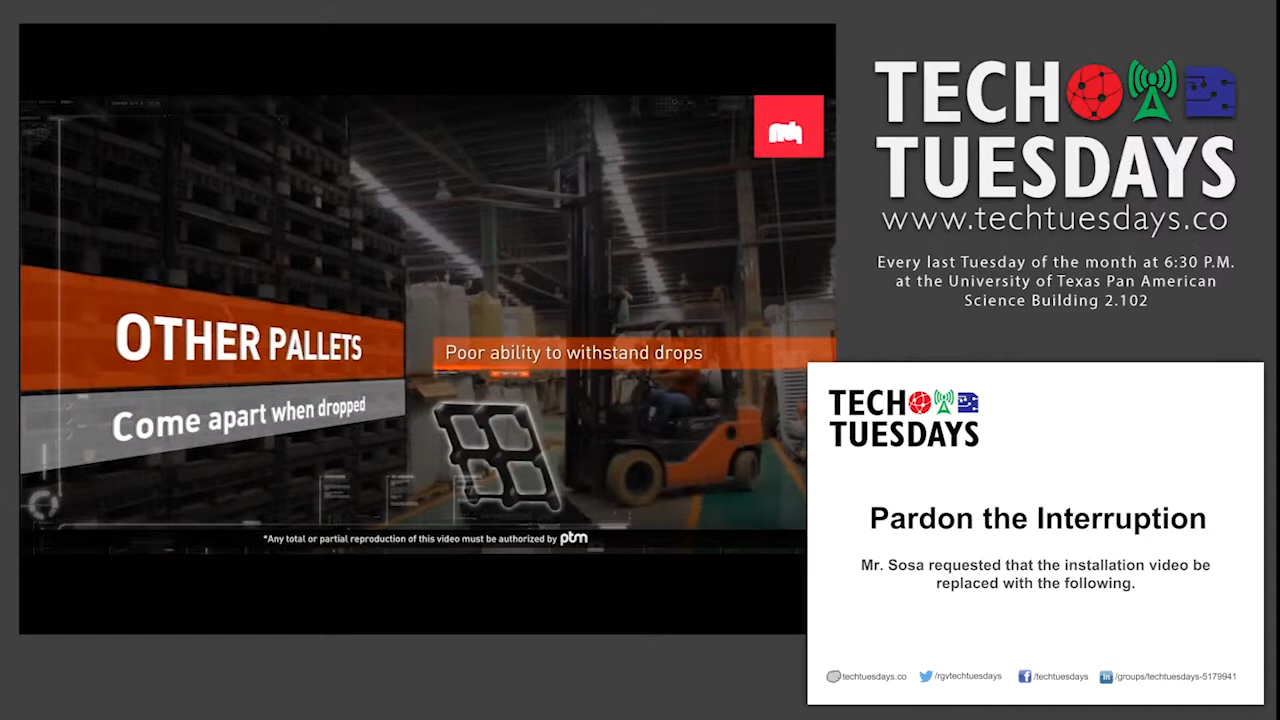 OTHER PALLETS
Come apart when dropped
Poor ability to withstand drops
*Any total or partial reproduction of this video must be authorized by ptm
TECH
TUESDAYS
www.techtuesdays.co
Every last Tuesday of the month at 6:30 P.M.
at the University of Texas Pan American
Science Building 2.102
TECH
TUESDAYS
Pardon the Interruption
Mr. Sosa requested that the installation video be
replaced with the following.
techtuesdays.co /rgvtechtuesdays /techtuesdays /groups/techtuesdays-5179941